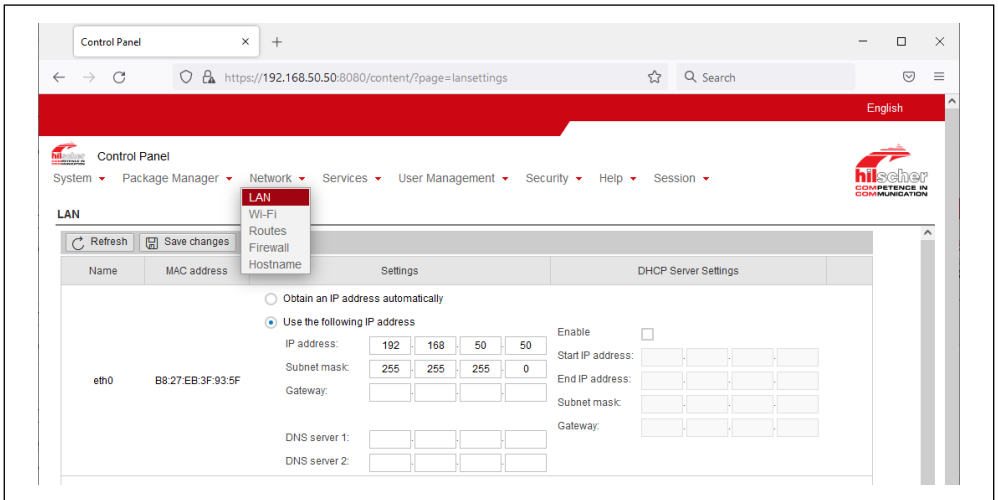 Control Panel
https://192.168.50.50:8080/content/?page=lansettings
Search
English
hilscher
COMPETENCE IN
COMMUNICATION
Control Panel
hilscher
COMPETENCE IN
COMMUNICATION
System Package Manager Network Services User Management Security Help Session
LAN
Wi-Fi
Routes
Firewall
Hostname
LAN
Refresh Save changes
Name MAC address Settings DHCP Server Settings
Obtain an IP address automatically
Use the following IP address
IP address: 192 . 168 . 50 . 50
Subnet mask: 255 . 255 . 255 . 0
Gateway: . . .
DNS server 1: . . .
DNS server 2: . . .
eth0 B8:27:EB:3F:93:5F
Enable
Start IP address: . . .
End IP address: . . .
Subnet mask: . . .
Gateway: . . .